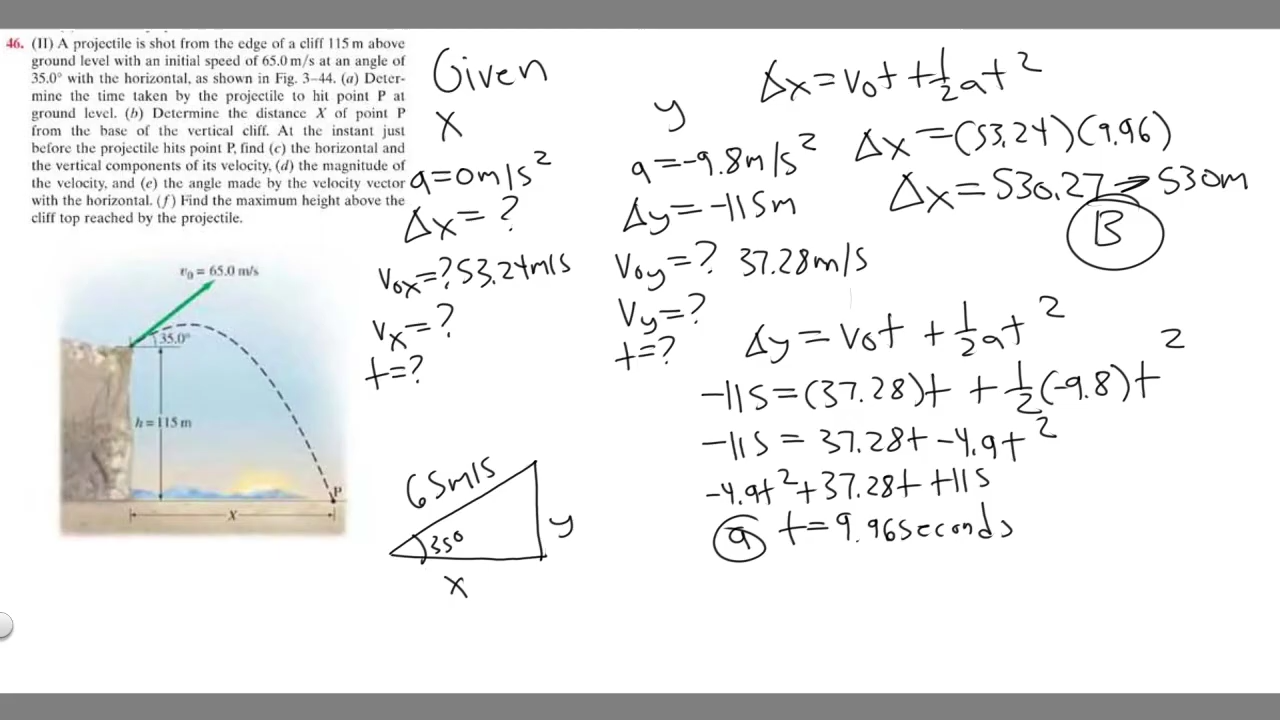 46. (II) A projectile is shot from the edge of a cliff 115 m above
ground level with an initial speed of 65.0 m/s at an angle of
35.0° with the horizontal, as shown in Fig. 3–44. (a) Deter-
mine the time taken by the projectile to hit point P at
ground level. (b) Determine the distance X of point P
from the base of the vertical cliff. At the instant just
before the projectile hits point P, find (c) the horizontal and
the vertical components of its velocity, (d) the magnitude of
the velocity, and (e) the angle made by the velocity vector
with the horizontal. (f) Find the maximum height above the
cliff top reached by the projectile.
v₀ = 65.0 m/s
35.0°
h = 115 m
P
X
Given
X
a=0m/s²
Δx=?
Vox=?53.24m/s
Vx=?
t=?
65m/s
35°
y
x
y
a=-9.8m/s²
Δy=-115m
Voy=? 37.28m/s
Vy=?
t=?
Δx=Vot+½at²
Δx=(53.24)(9.96)
Δx=530.27→530m
B
Δy=Vot+½at²
-115=(37.28)t+½(-9.8)t²
-115=37.28t-4.9t²
-4.9t²+37.28t+115
a t=9.96seconds